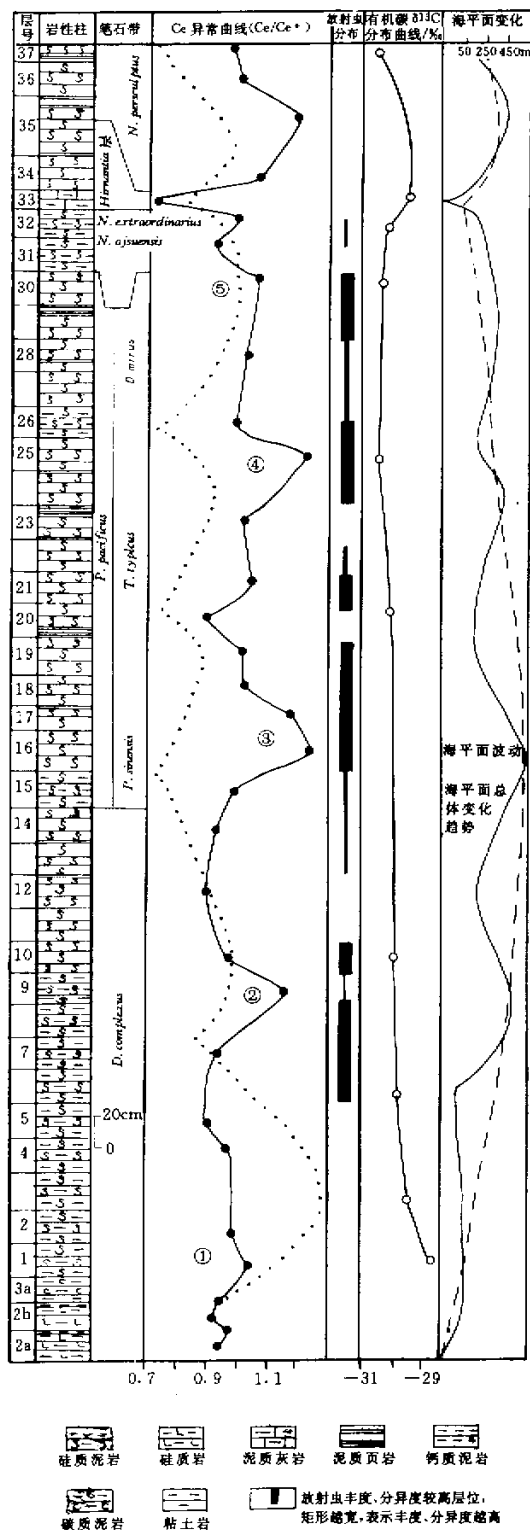 层号 岩性柱 笔石带 Ce 异常曲线(Ce/Ce*) 放射虫分布 有机碳 δ13C 分布曲线/‰ 海平面变化
50 250 450m
37
36
35
34
33
32
31
30
28
26
25
23
21
20
19
18
17
16
15
14
12
10
9
7
5
4
2
1
3a
2b
2a
N. persculptus
Hirnantia 层
N. extraordinarius
N. ojsuensis
D. mirus
P. pacificus
T. typicus
P. sinensis
D. complexus
20cm
0
⑤
④
③
②
①
海平面波动
海平面总体变化趋势
0.7 0.9 1.1 −31 −29
硅质泥岩 硅质岩 泥质灰岩 泥质页岩 钙质泥岩
碳质泥岩 粘土岩 放射虫丰度、分异度较高层位,
矩形越宽,表示丰度、分异度越高